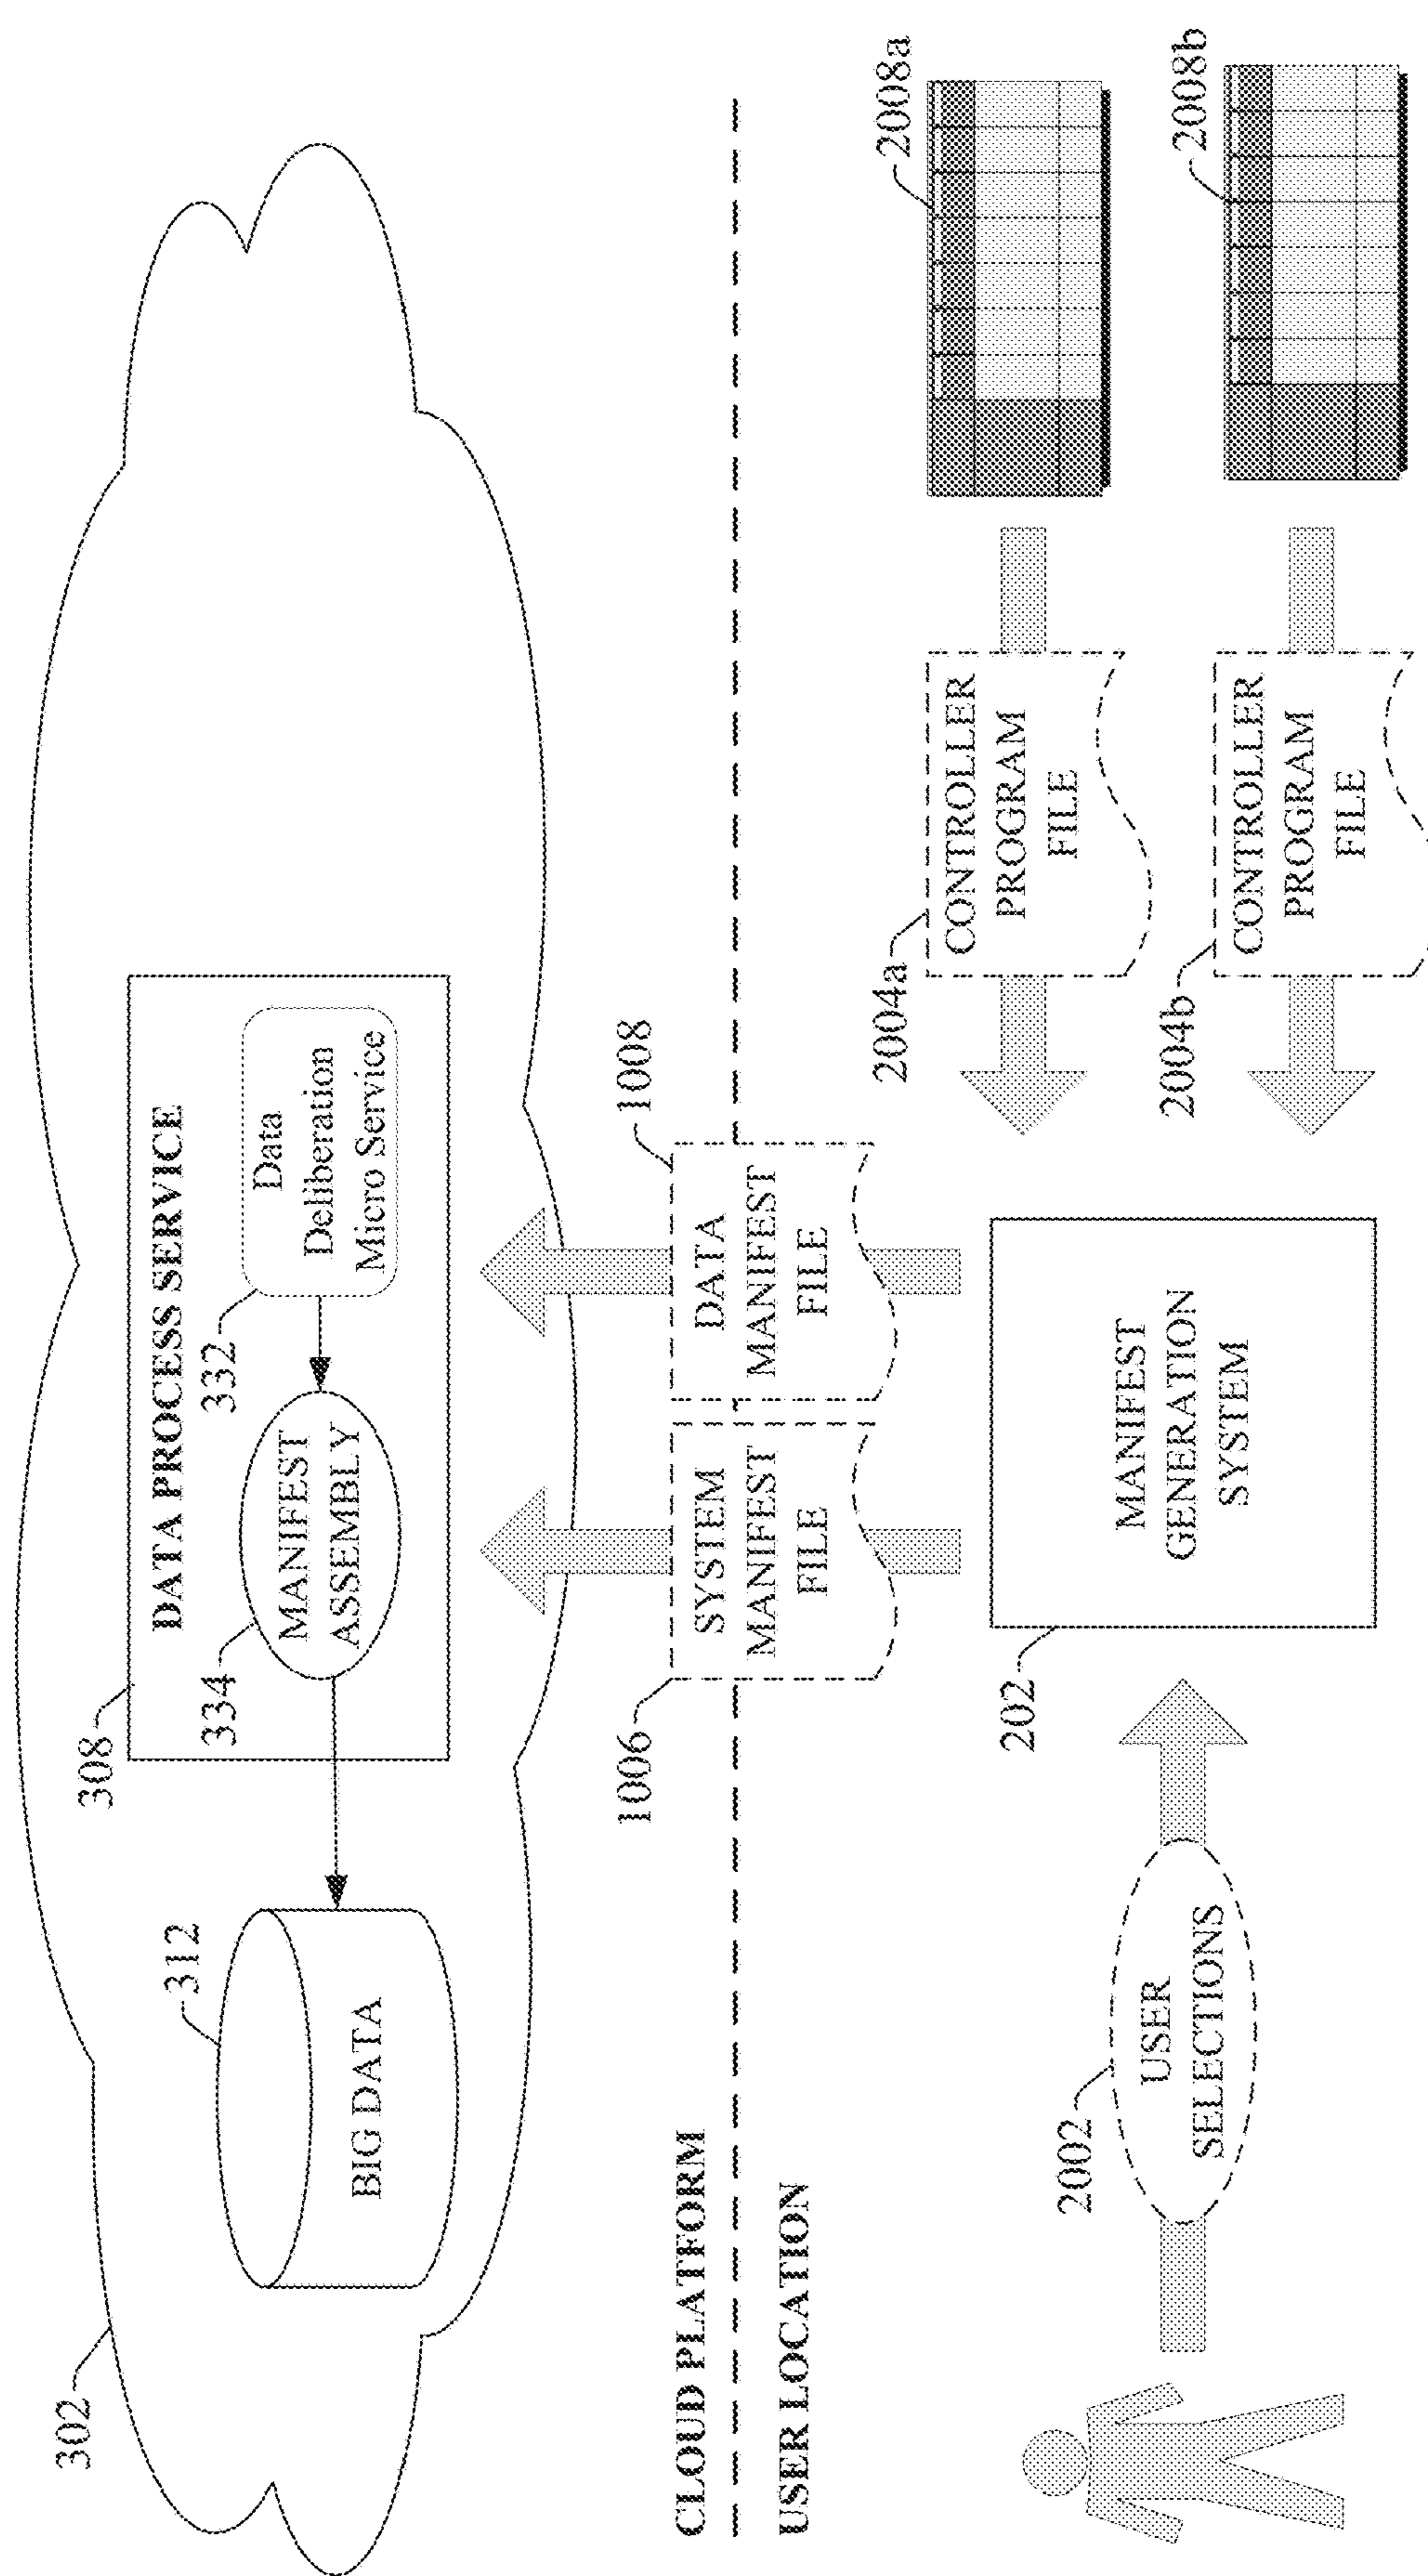 302
308
DATA PROCESS SERVICE
312
BIG DATA
334
MANIFEST
ASSEMBLY
332
Data
Deliberation
Micro Service
CLOUD PLATFORM
USER LOCATION
1006
SYSTEM
MANIFEST
FILE
1008
DATA
MANIFEST
FILE
2002
USER
SELECTIONS
202
MANIFEST
GENERATION
SYSTEM
2004a
CONTROLLER
PROGRAM
FILE
2008a
2004b
CONTROLLER
PROGRAM
FILE
2008b